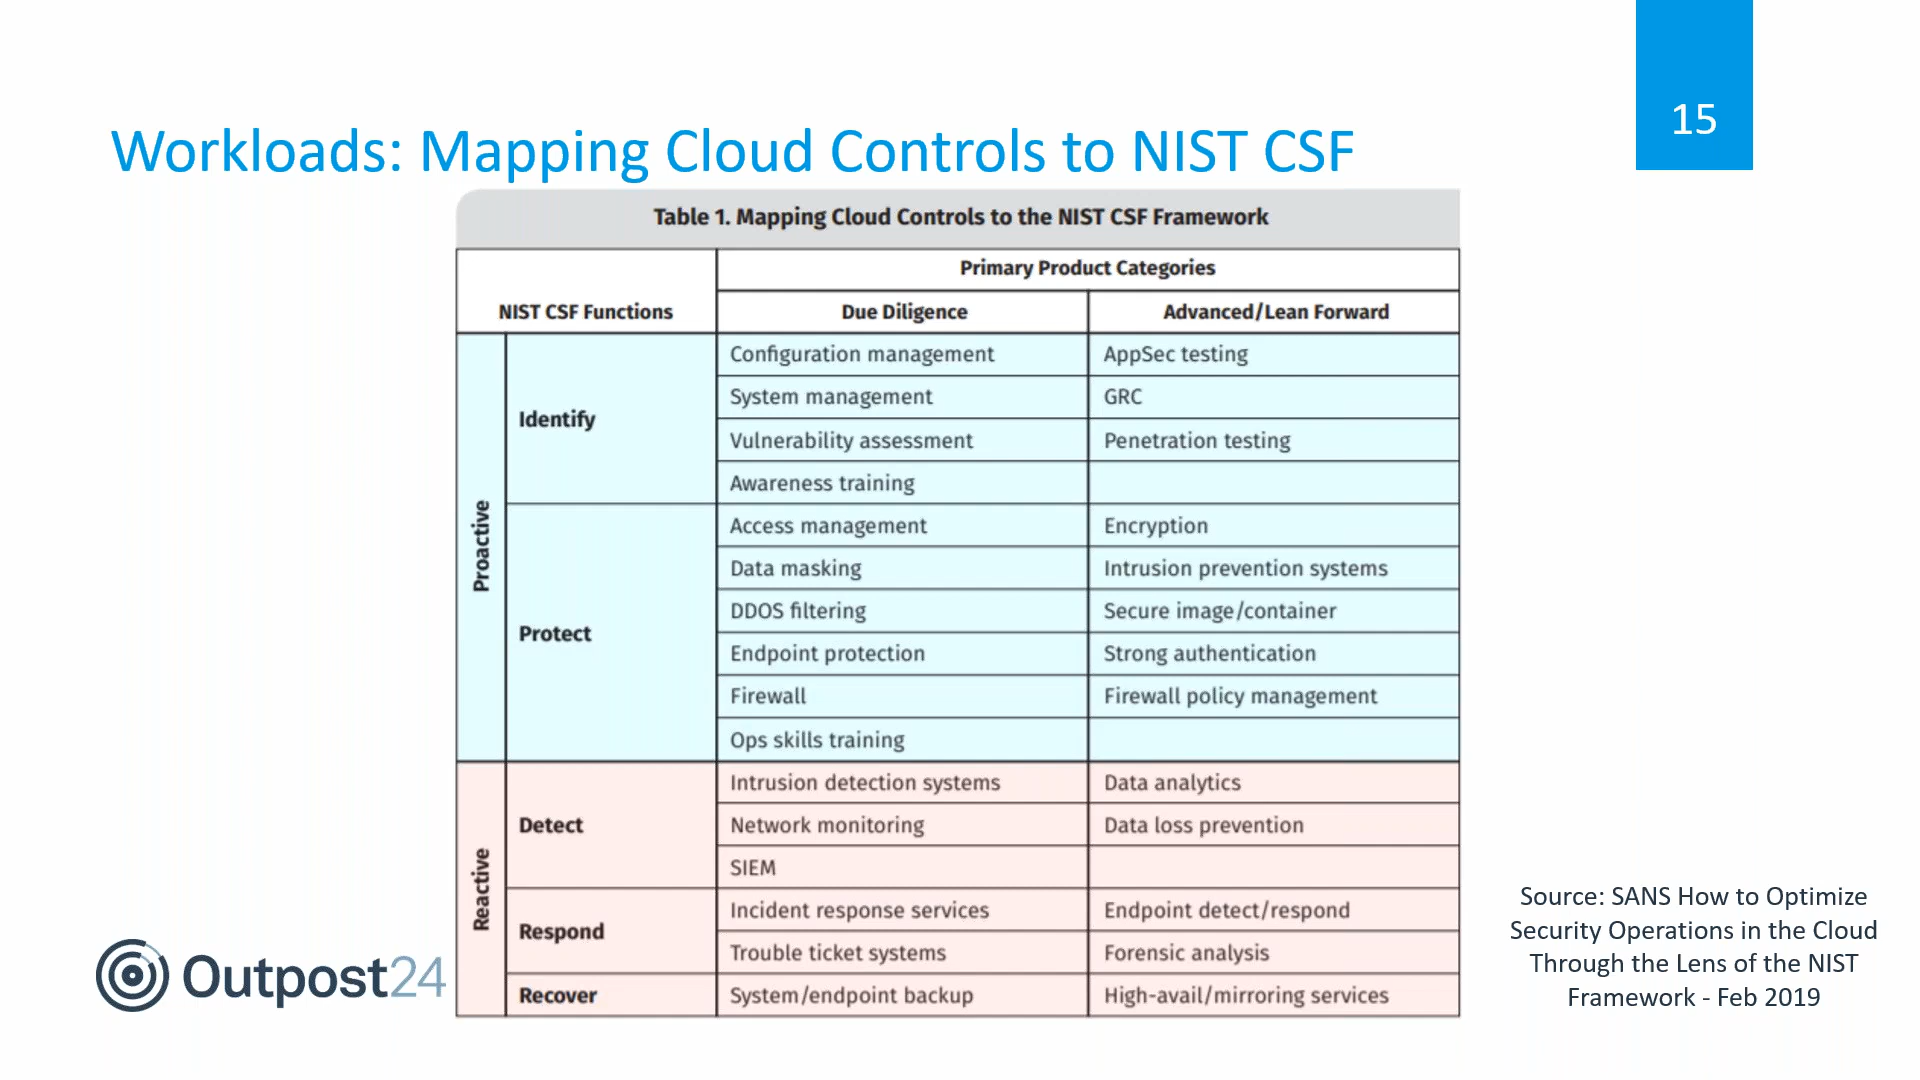 15
Workloads: Mapping Cloud Controls to NIST CSF
Table 1. Mapping Cloud Controls to the NIST CSF Framework
Primary Product Categories
NIST CSF Functions
Due Diligence
Advanced/Lean Forward
Proactive
Identify
Configuration management
AppSec testing
System management
GRC
Vulnerability assessment
Penetration testing
Awareness training
Protect
Access management
Encryption
Data masking
Intrusion prevention systems
DDOS filtering
Secure image/container
Endpoint protection
Strong authentication
Firewall
Firewall policy management
Ops skills training
Reactive
Detect
Intrusion detection systems
Data analytics
Network monitoring
Data loss prevention
SIEM
Respond
Incident response services
Endpoint detect/respond
Trouble ticket systems
Forensic analysis
Recover
System/endpoint backup
High-avail/mirroring services
Outpost24
Source: SANS How to Optimize
Security Operations in the Cloud
Through the Lens of the NIST
Framework - Feb 2019